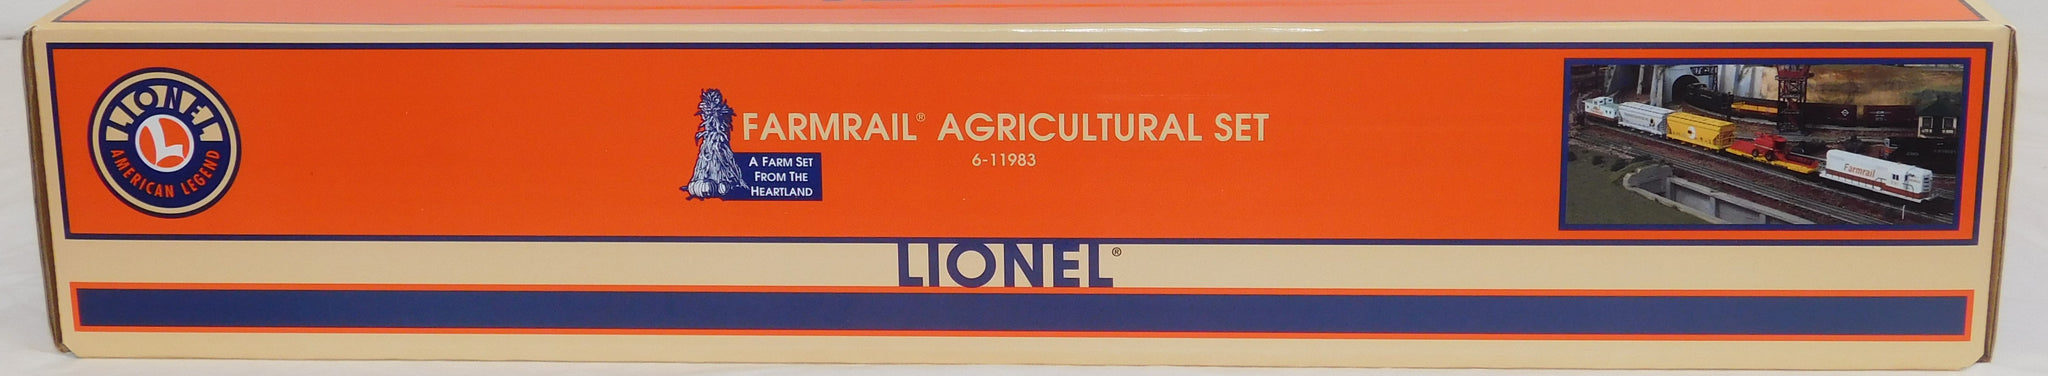 LIONEL
L
AMERICAN LEGEND
FARMRAIL® AGRICULTURAL SET
6-11983
A FARM SET
FROM THE
HEARTLAND
Farmrail
LIONEL®